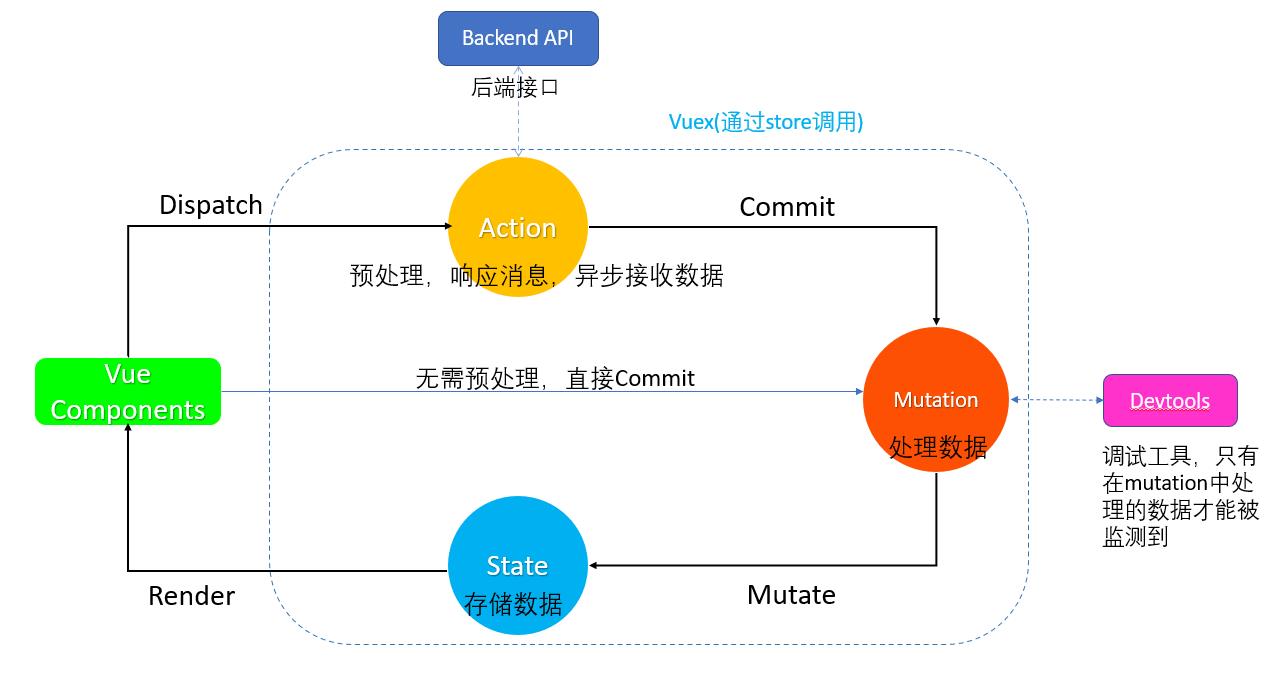 Backend API
后端接口
Vuex(通过store调用)
Dispatch
Commit
Action
预处理，响应消息，异步接收数据
Vue
Components
无需预处理，直接Commit
Mutation
处理数据
Devtools
调试工具，只有
在mutation中处
理的数据才能被
监测到
State
存储数据
Render
Mutate